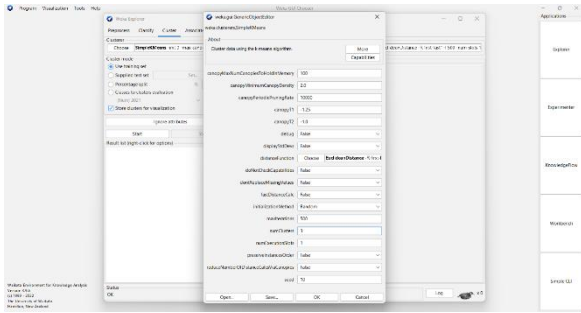 Program Visualization Tools Help
Weka GUI Chooser
Applications
Explorer
Experimenter
KnowledgeFlow
Workbench
Simple CLI
Waikato Environment for Knowledge Analysis
(c) 1999 - 2022
The University of Waikato
Hamilton, New Zealand
Weka Explorer
Preprocess Classify Cluster Associate
Clusterer
Choose SimpleKMeans
Cluster mode
Use training set
Supplied test set
Percentage split
Classes to clusters evaluation
Store clusters for visualization
Ignore attributes
Start
Result list (right-click for options)
Status
OK
Log
x 0
weka.gui.GenericObjectEditor
weka.clusterers.SimpleKMeans
About
Cluster data using the k means algorithm.
More
Capabilities
canopyMaxNumCanopiesToHoldInMemory 100
canopyMinimumCanopyDensity 2.0
canopyPeriodicPruningRate 10000
canopyT1 -1.25
canopyT2 -1.0
debug False
displayStdDevs False
distanceFunction Choose EuclideanDistance -R first-l
doNotCheckCapabilities False
dontReplaceMissingValues False
fastDistanceCalc False
initializationMethod Random
maxIterations 500
numClusters
numExecutionSlots 1
preserveInstancesOrder False
reduceNumberOfDistanceCalcsViaCanopies False
seed 10
Open... Save... OK Cancel